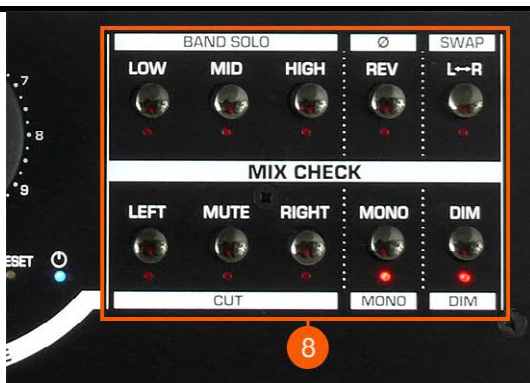 BAND SOLO Ø SWAP
LOW MID HIGH REV L↔R
7
8
9
MIX CHECK
LEFT MUTE RIGHT MONO DIM
CUT MONO DIM
8